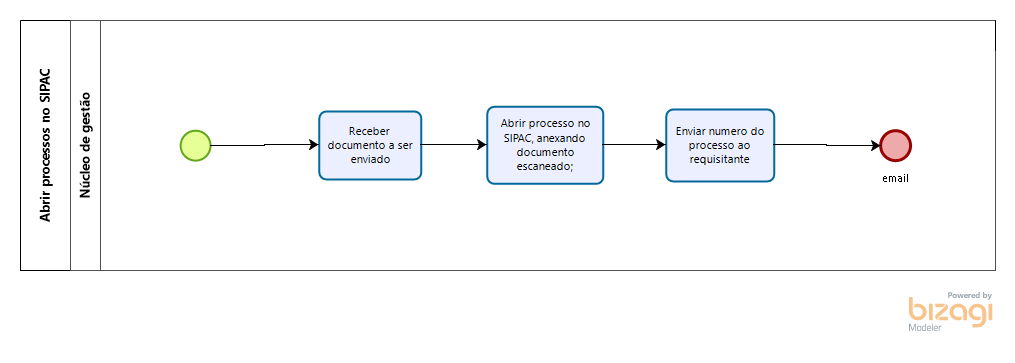 Abrir processos no SIPAC
Núcleo de gestão
Receber
documento a ser
enviado
Abrir processo no
SIPAC, anexando
documento
escaneado;
Enviar numero do
processo ao
requisitante
email
Powered by
bizagi
Modeler